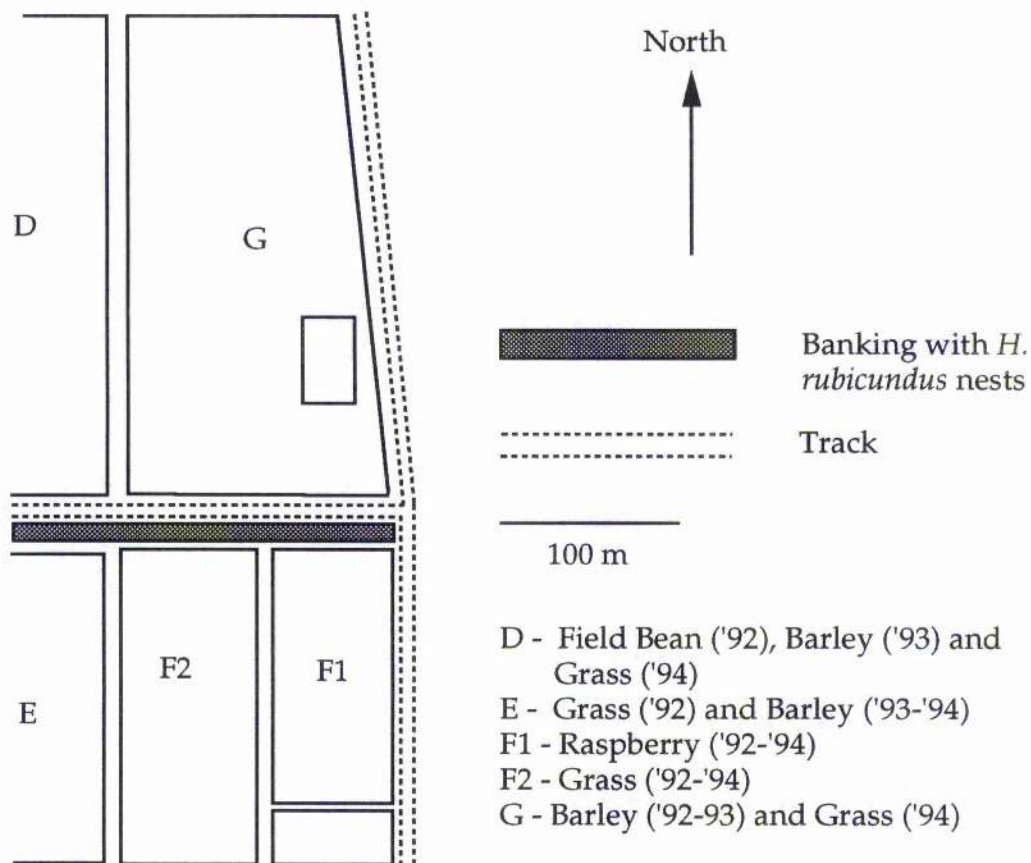 North
D
G
Banking with H.
rubicundus nests
Track
100 m
F2
F1
E
D - Field Bean ('92), Barley ('93) and
Grass ('94)
E - Grass ('92) and Barley ('93-'94)
F1 - Raspberry ('92-'94)
F2 - Grass ('92-'94)
G - Barley ('92-93) and Grass ('94)